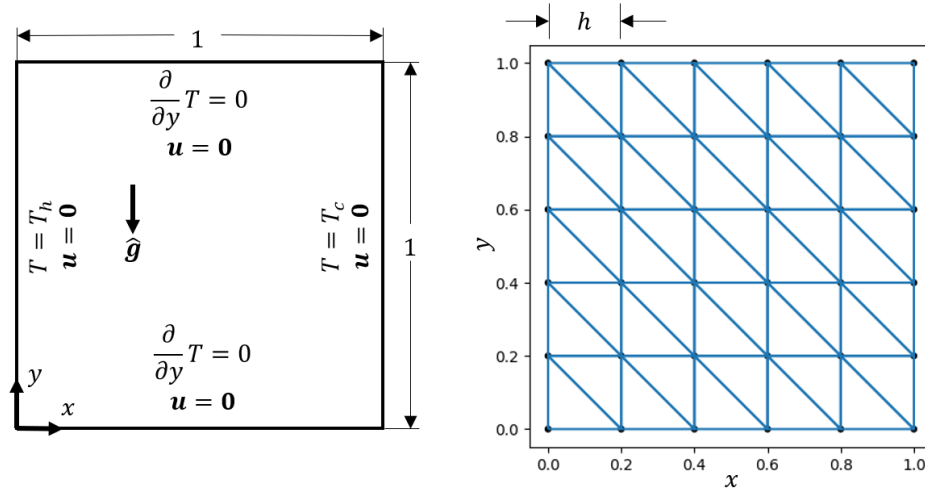 1
∂/∂y T = 0
u = 0
T = T_h
u = 0
ĝ
T = T_c
u = 0
1
∂/∂y T = 0
u = 0
y
x
h
1.0
0.8
0.6
y
0.4
0.2
0.0
0.0 0.2 0.4 0.6 0.8 1.0
x